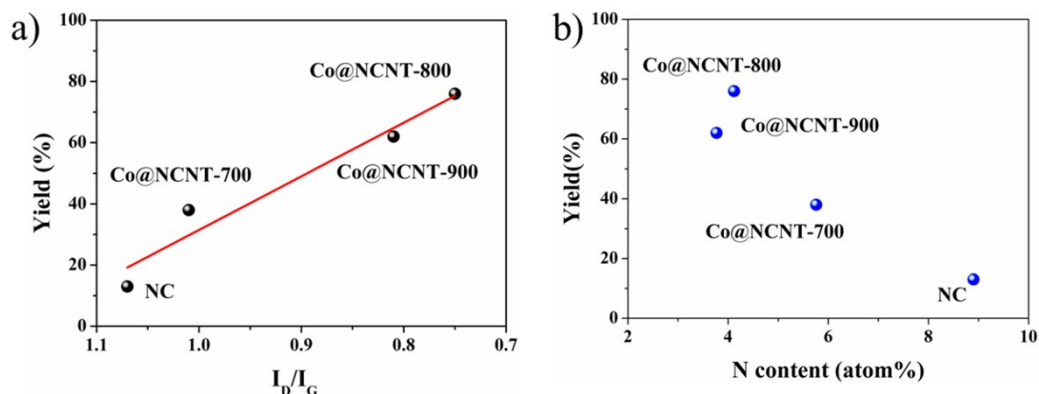 a)
100
80
60
40
20
0
Yield (%)
Co@NCNT-800
Co@NCNT-700
Co@NCNT-900
NC
1.1
1.0
0.9
0.8
0.7
I_D/I_G
b)
100
80
60
40
20
0
Yield(%)
Co@NCNT-800
Co@NCNT-900
Co@NCNT-700
NC
2
4
6
8
10
N content (atom%)